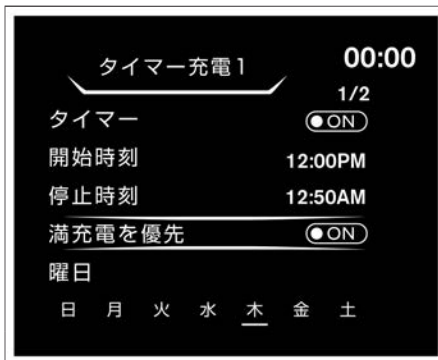 00:00
タイマー充電1
1/2
タイマー ON
開始時刻 12:00PM
停止時刻 12:50AM
満充電を優先 ON
曜日
日 月 火 水 木 金 土